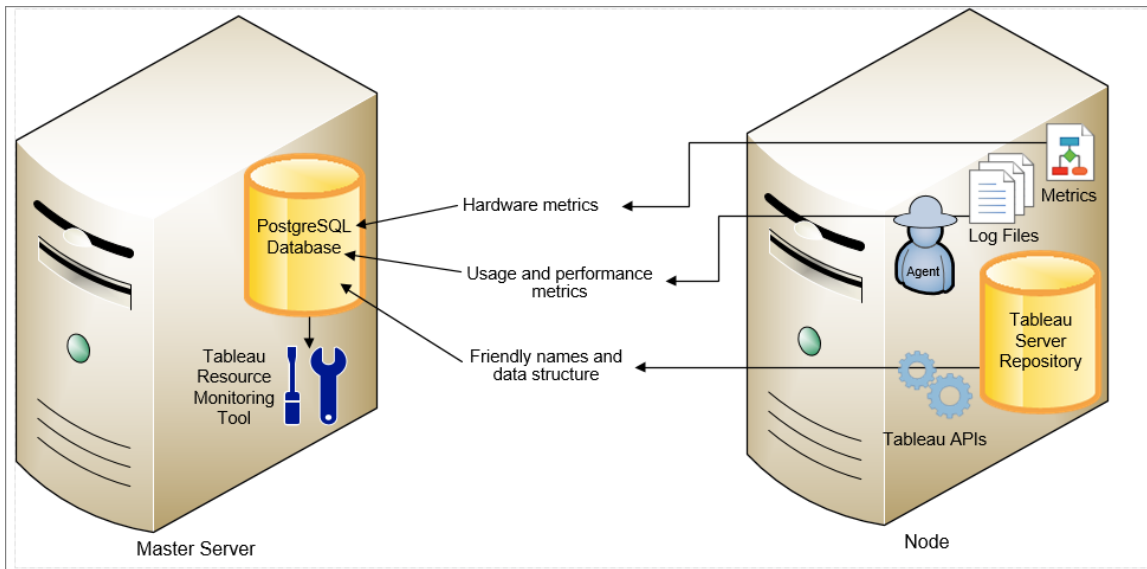 PostgreSQL
Database
Tableau
Resource
Monitoring
Tool
Master Server
Hardware metrics
Usage and performance
metrics
Friendly names and
data structure
Metrics
Log Files
Agent
Tableau
Server
Repository
Tableau APIs
Node